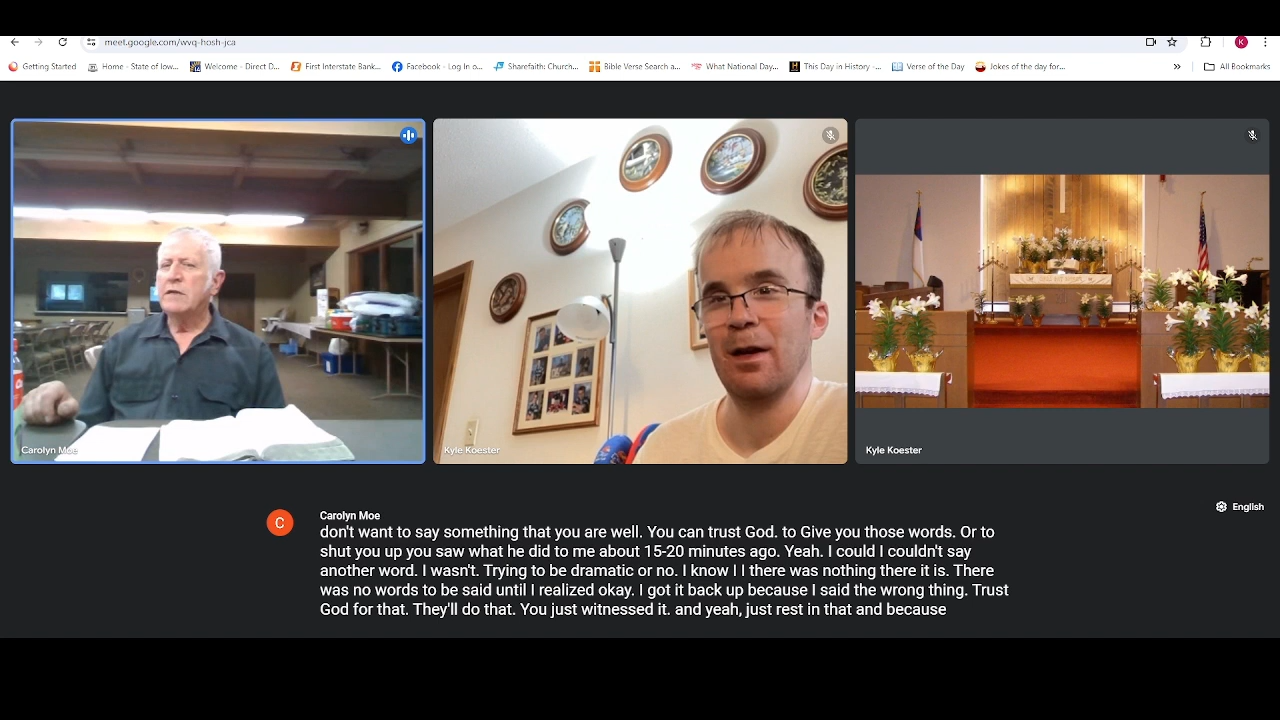 meet.google.com/wvq-hosh-jca
Getting Started Home - State of Iow... Welcome - Direct D... First Interstate Bank... Facebook - Log In o... Sharefaith: Church... Bible Verse Search a... What National Day... This Day in History -... Verse of the Day Jokes of the day for... » All Bookmarks
K
Carolyn Moe
Kyle Koester
Kyle Koester
English
C
Carolyn Moe
don't want to say something that you are well. You can trust God. to Give you those words. Or to
shut you up you saw what he did to me about 15-20 minutes ago. Yeah. I could I couldn't say
another word. I wasn't. Trying to be dramatic or no. I know I I there was nothing there it is. There
was no words to be said until I realized okay. I got it back up because I said the wrong thing. Trust
God for that. They'll do that. You just witnessed it. and yeah, just rest in that and because